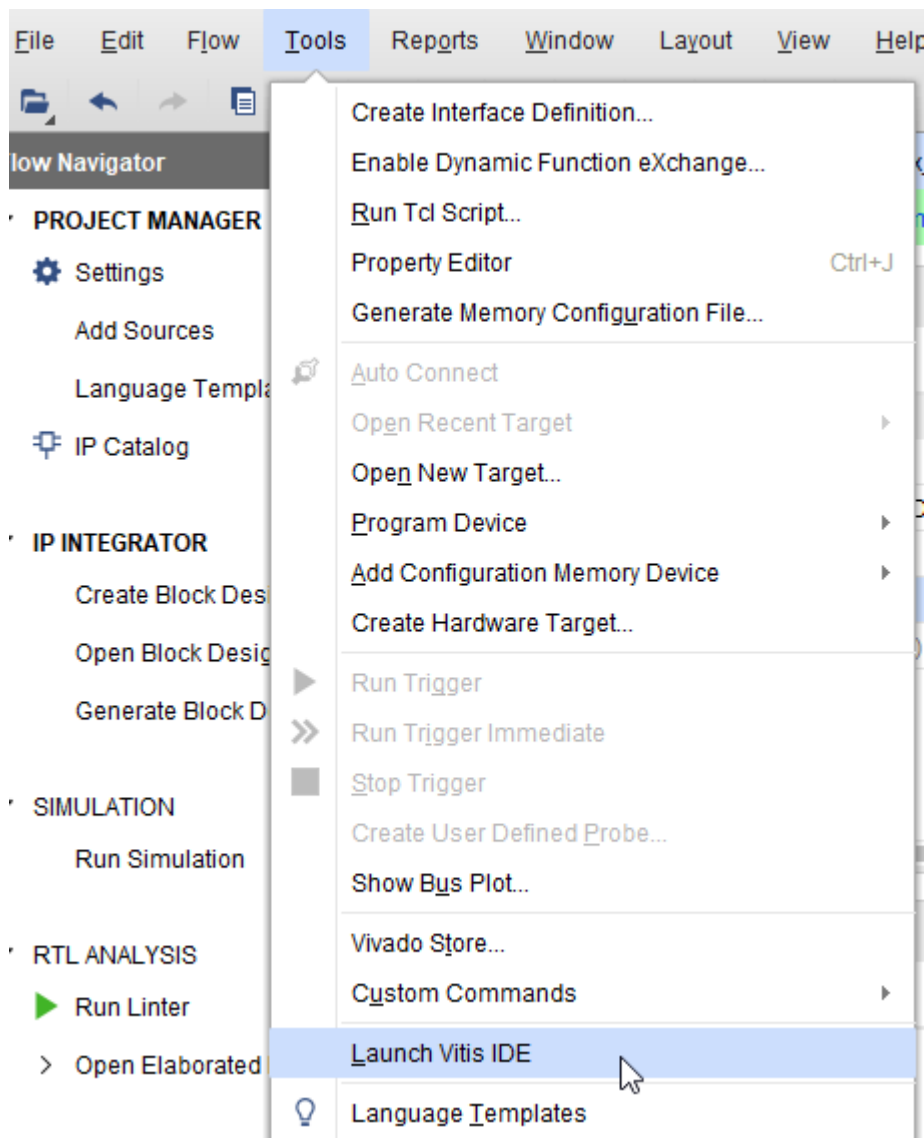 File Edit Flow Tools Reports Window Layout View Help
Flow Navigator
PROJECT MANAGER
Settings
Add Sources
Language Templa
IP Catalog
IP INTEGRATOR
Create Block Desi
Open Block Desig
Generate Block D
SIMULATION
Run Simulation
RTL ANALYSIS
Run Linter
Open Elaborated
Create Interface Definition...
Enable Dynamic Function eXchange...
Run Tcl Script...
Property Editor Ctrl+J
Generate Memory Configuration File...
Auto Connect
Open Recent Target
Open New Target...
Program Device
Add Configuration Memory Device
Create Hardware Target...
Run Trigger
Run Trigger Immediate
Stop Trigger
Create User Defined Probe...
Show Bus Plot...
Vivado Store...
Custom Commands
Launch Vitis IDE
Language Templates